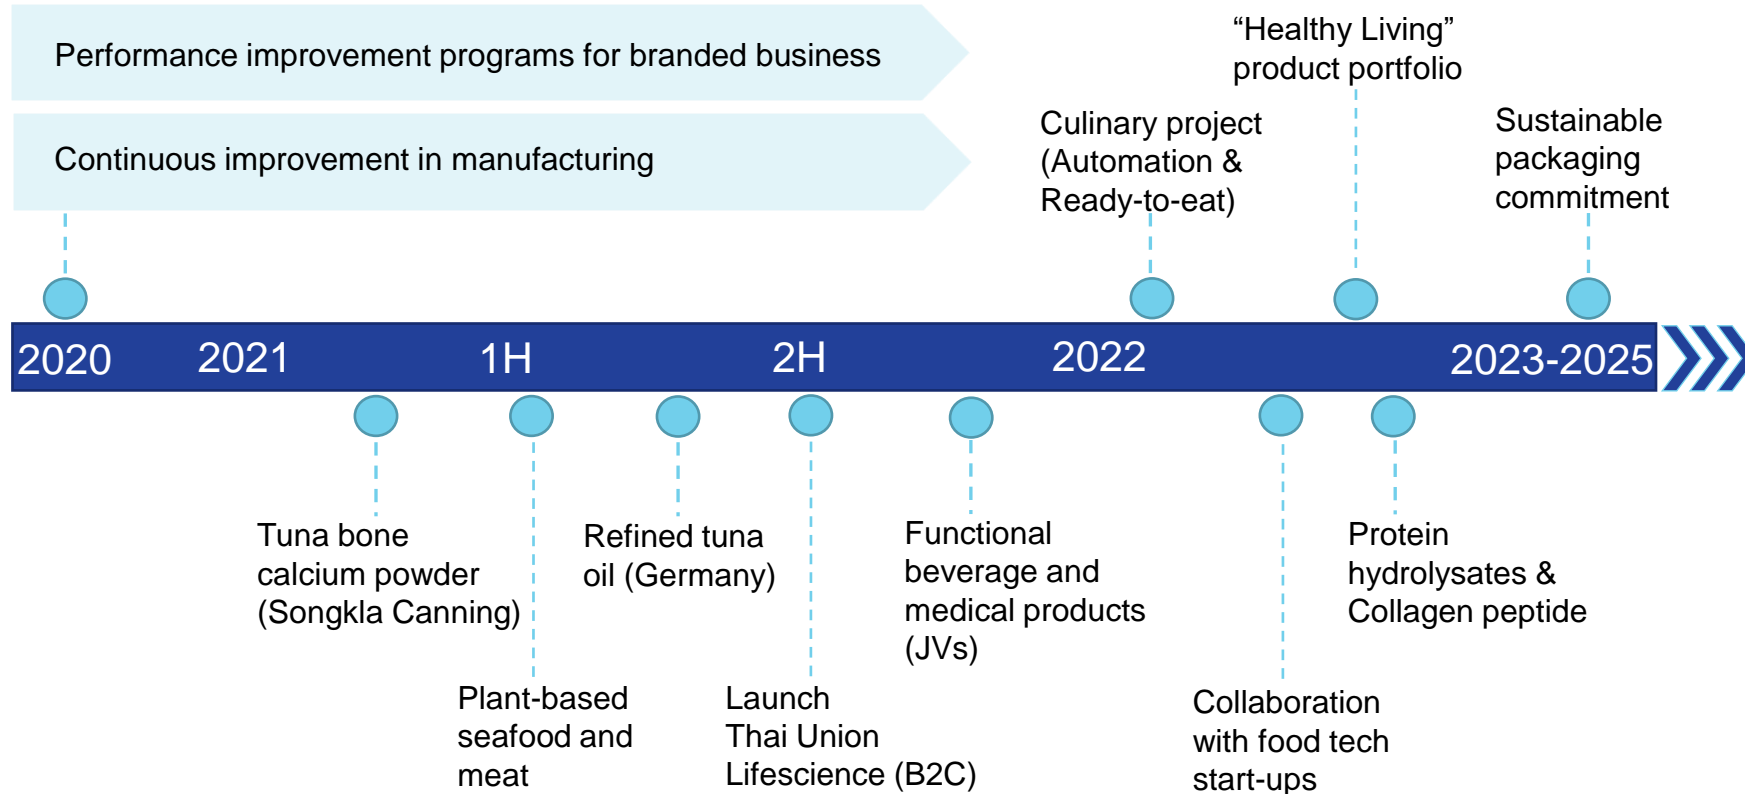 Performance improvement programs for branded business
Continuous improvement in manufacturing
“Healthy Living”
product portfolio
Culinary project
(Automation &
Ready-to-eat)
Sustainable
packaging
commitment
2020
2021
1H
2H
2022
2023-2025
Tuna bone
calcium powder
(Songkla Canning)
Plant-based
seafood and
meat
Refined tuna
oil (Germany)
Launch
Thai Union
Lifescience (B2C)
Functional
beverage and
medical products
(JVs)
Collaboration
with food tech
start-ups
Protein
hydrolysates &
Collagen peptide